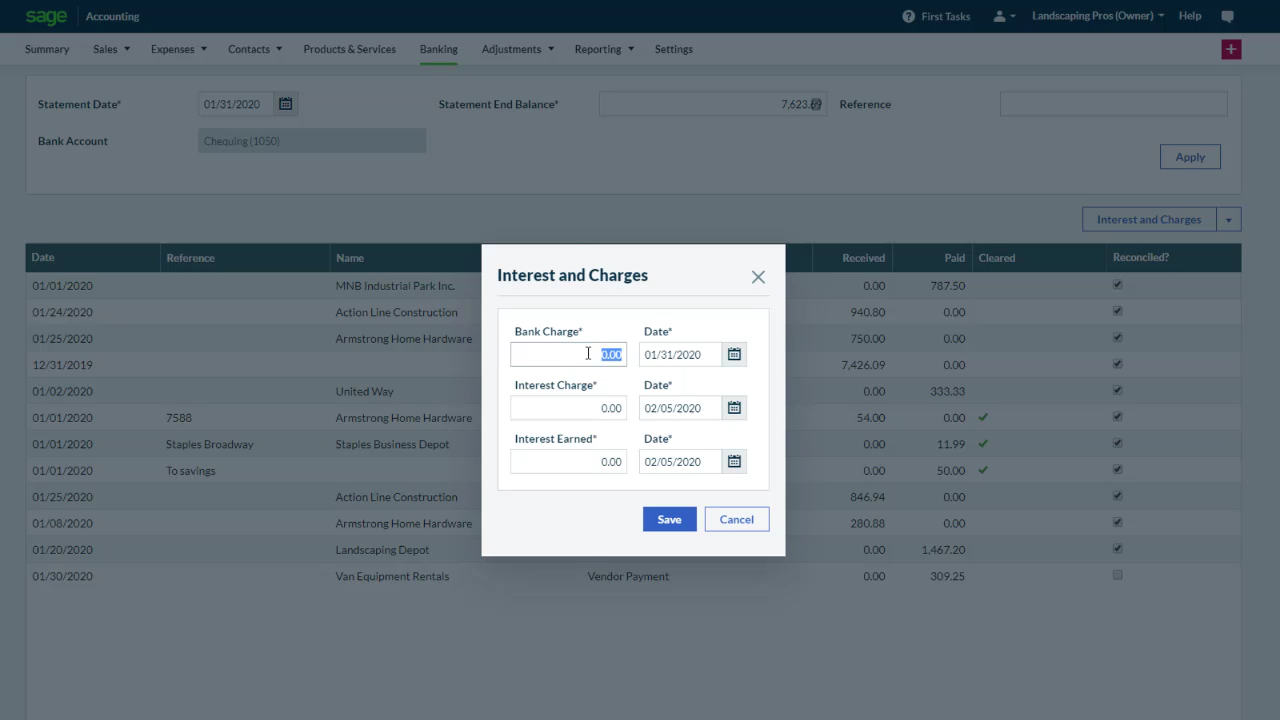 sage Accounting First Tasks Landscaping Pros (Owner) Help
Summary Sales Expenses Contacts Products & Services Banking Adjustments Reporting Settings +
Statement Date* 01/31/2020 Statement End Balance* 7,623.69 Reference
Bank Account Chequing (1050)
Apply
Interest and Charges
Date Reference Name Received Paid Cleared Reconciled?
01/01/2020 MNB Industrial Park Inc. 0.00 787.50
01/24/2020 Action Line Construction 940.80 0.00
01/25/2020 Armstrong Home Hardware 750.00 0.00
12/31/2019 7,426.09 0.00
01/02/2020 United Way 0.00 333.33
01/01/2020 7588 Armstrong Home Hardware 54.00 0.00
01/01/2020 Staples Broadway Staples Business Depot 0.00 11.99
01/01/2020 To savings 0.00 50.00
01/25/2020 Action Line Construction 846.94 0.00
01/08/2020 Armstrong Home Hardware 280.88 0.00
01/20/2020 Landscaping Depot 0.00 1,467.20
01/30/2020 Van Equipment Rentals Vendor Payment 0.00 309.25
Interest and Charges
Bank Charge* Date*
0.00 01/31/2020
Interest Charge* Date*
0.00 02/05/2020
Interest Earned* Date*
0.00 02/05/2020
Save Cancel